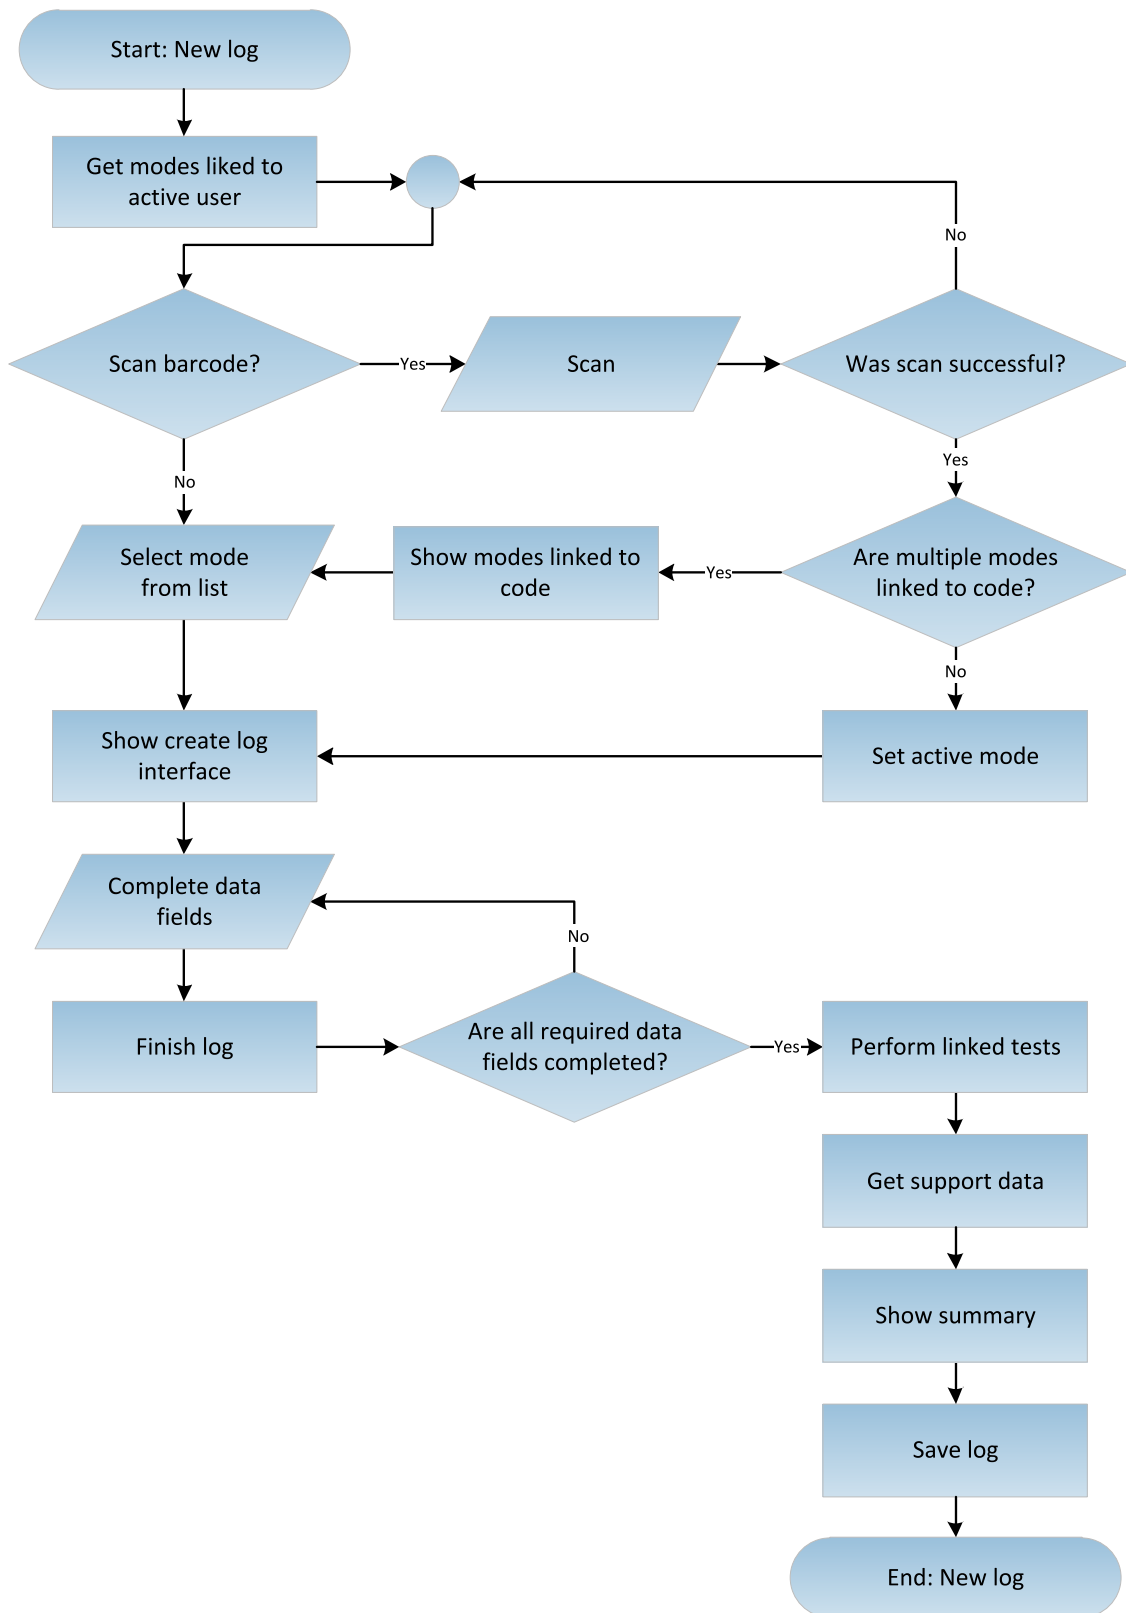 Start: New log
Get modes liked to
active user
No
Scan barcode?
Yes
Scan
Was scan successful?
No
Yes
Select mode
from list
Show modes linked to
code
Yes
Are multiple modes
linked to code?
No
Show create log
interface
Set active mode
Complete data
fields
No
Finish log
Are all required data
fields completed?
Yes
Perform linked tests
Get support data
Show summary
Save log
End: New log